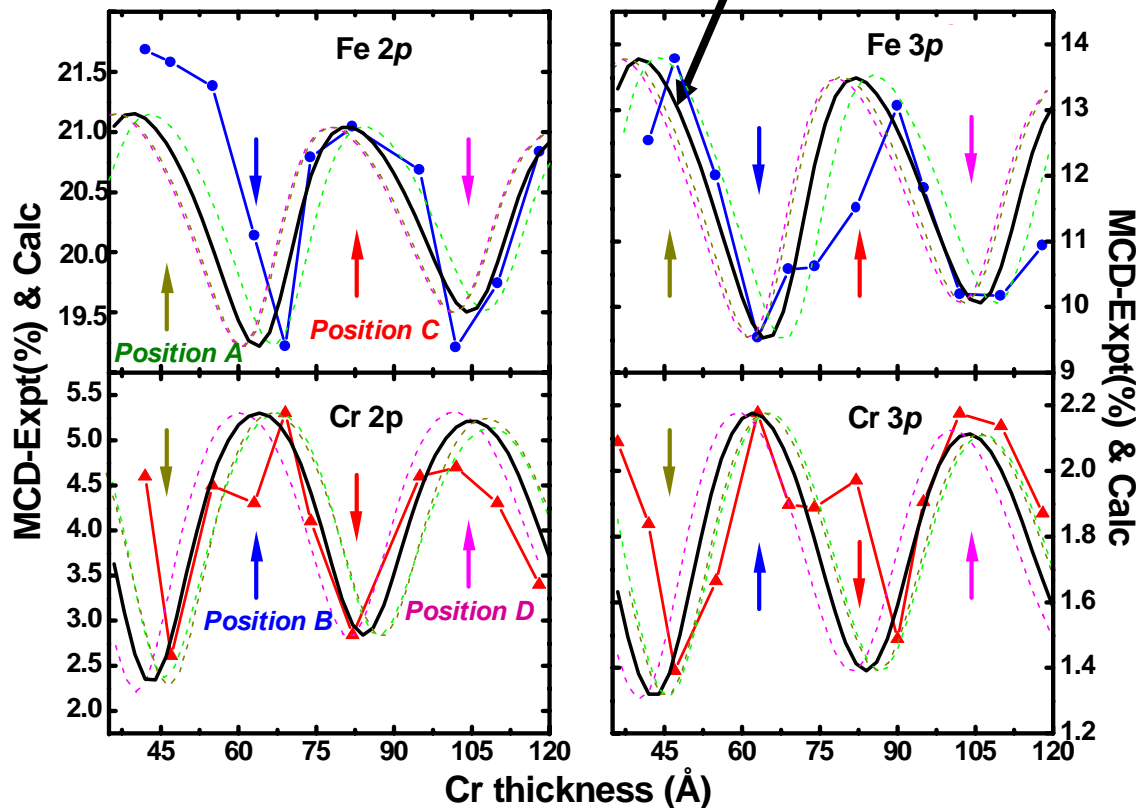 Fe 2p
Fe 3p
21.5
21.0
20.5
20.0
19.5
14
13
12
11
10
9
Position A
Position C
Cr 2p
Cr 3p
5.5
5.0
4.5
4.0
3.5
3.0
2.5
2.0
2.2
2.0
1.8
1.6
1.4
1.2
Position B
Position D
45 60 75 90 105 120
45 60 75 90 105 120
Cr thickness (Å)
MCD-Expt(%) & Calc
MCD-Expt(%) & Calc